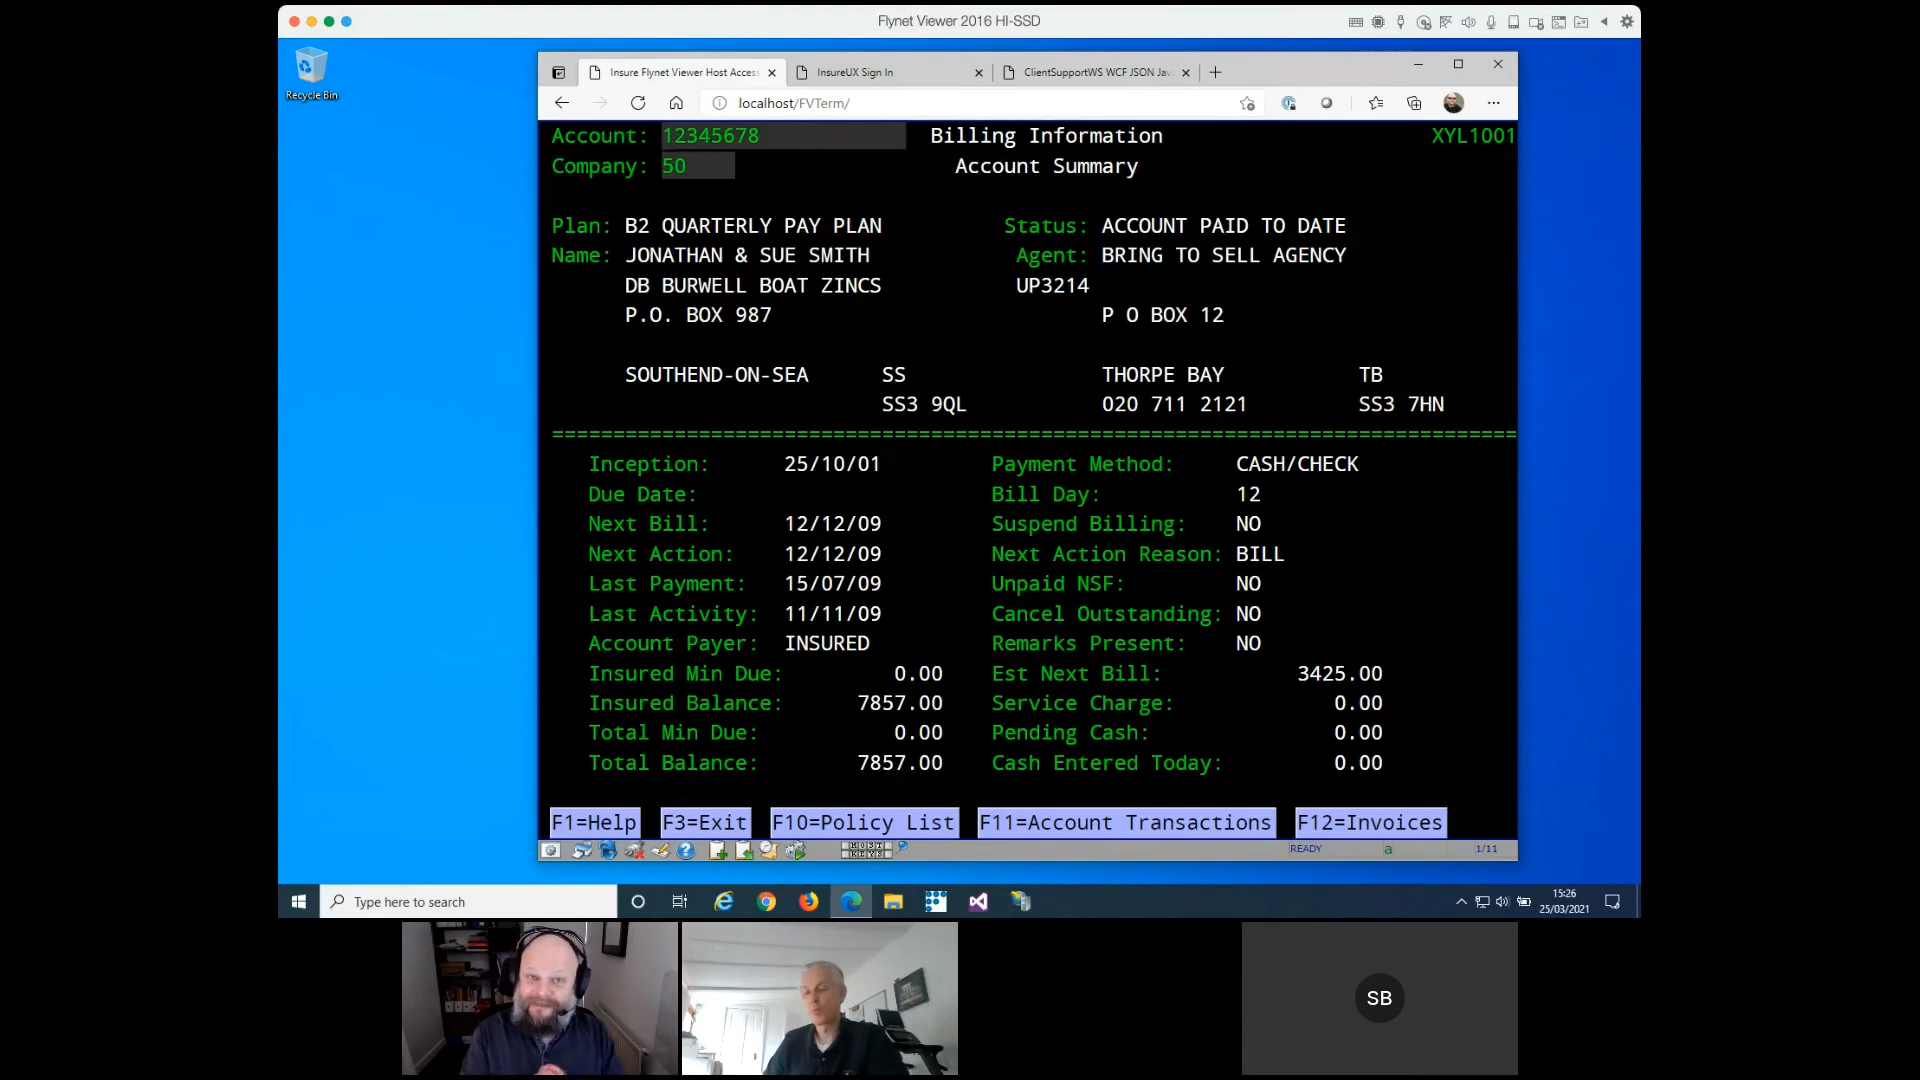 Flynet Viewer 2016 HI-SSD
Recycle Bin
Insure Flynet Viewer Host Acces
InsureUX Sign In
ClientSupportWS WCF JSON Jav
localhost/FVTerm/
Account: 12345678 Billing Information XYL1001
Company: 50 Account Summary
Plan: B2 QUARTERLY PAY PLAN Status: ACCOUNT PAID TO DATE
Name: JONATHAN & SUE SMITH Agent: BRING TO SELL AGENCY
DB BURWELL BOAT ZINCS UP3214
P.O. BOX 987 P O BOX 12
SOUTHEND-ON-SEA SS THORPE BAY TB
SS3 9QL 020 711 2121 SS3 7HN
Inception: 25/10/01 Payment Method: CASH/CHECK
Due Date: Bill Day: 12
Next Bill: 12/12/09 Suspend Billing: NO
Next Action: 12/12/09 Next Action Reason: BILL
Last Payment: 15/07/09 Unpaid NSF: NO
Last Activity: 11/11/09 Cancel Outstanding: NO
Account Payer: INSURED Remarks Present: NO
Insured Min Due: 0.00 Est Next Bill: 3425.00
Insured Balance: 7857.00 Service Charge: 0.00
Total Min Due: 0.00 Pending Cash: 0.00
Total Balance: 7857.00 Cash Entered Today: 0.00
F1=Help F3=Exit F10=Policy List F11=Account Transactions F12=Invoices
HOST
KEYS
READY a 1/11
Type here to search
15:26
25/03/2021
SB